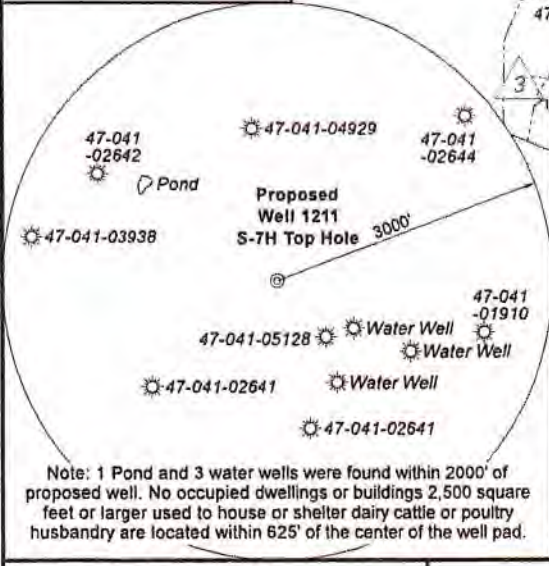 47
3
47-041
-02642
47-041-04929
47-041
-02644
Pond
Proposed
Well 1211
S-7H Top Hole
3000'
47-041-03938
47-041
-01910
47-041-05128
Water Well
Water Well
47-041-02641
Water Well
47-041-02641
Note: 1 Pond and 3 water wells were found within 2000' of
proposed well. No occupied dwellings or buildings 2,500 square
feet or larger used to house or shelter dairy cattle or poultry
husbandry are located within 625' of the center of the well pad.